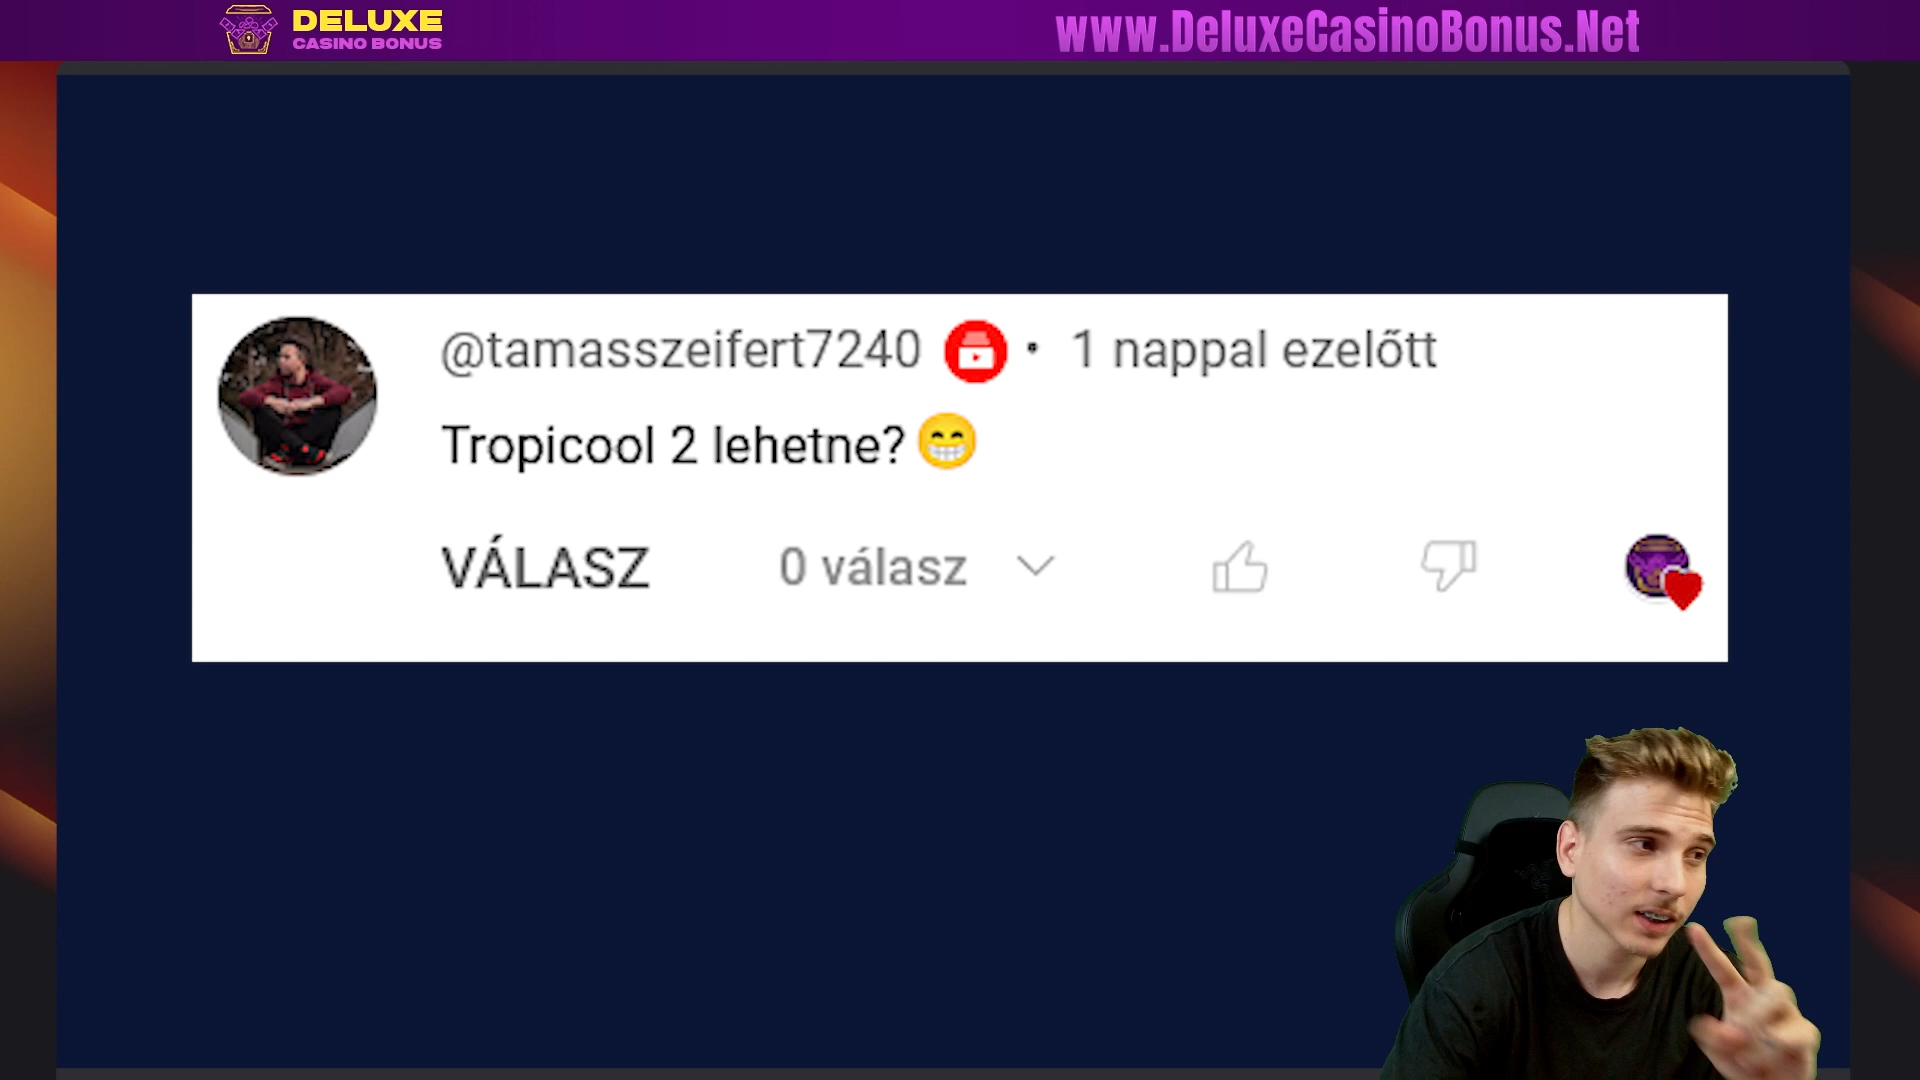 DELUXE
CASINO BONUS
www.DeluxeCasinoBonus.Net
@tamasszeifert7240 • 1 nappal ezelőtt
Tropicool 2 lehetne? 😁
VÁLASZ 0 válasz